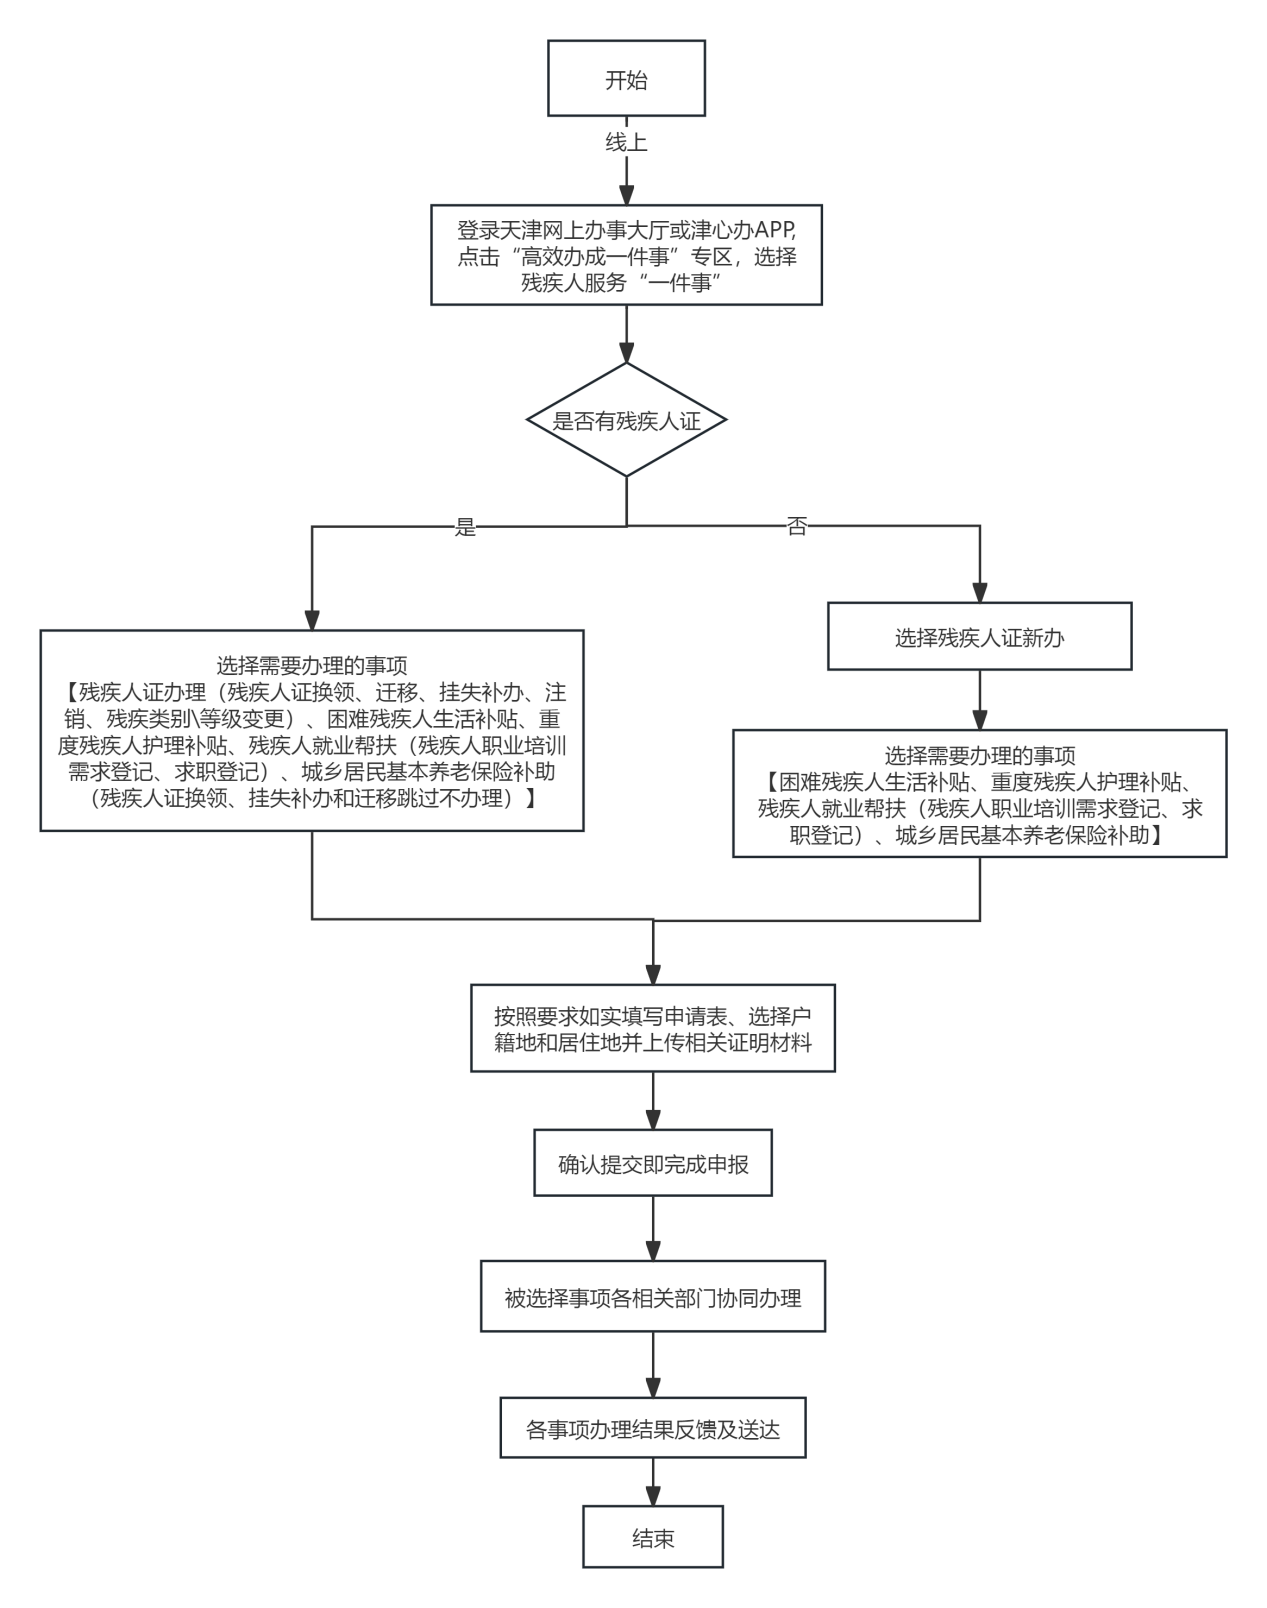 开始
线上
登录天津网上办事大厅或津心办APP,
点击“高效办成一件事”专区，选择
残疾人服务“一件事”
是否有残疾人证
是
否
选择需要办理的事项
【残疾人证办理（残疾人证换领、迁移、挂失补办、注
销、残疾类别\等级变更）、困难残疾人生活补贴、重
度残疾人护理补贴、残疾人就业帮扶（残疾人职业培训
需求登记、求职登记）、城乡居民基本养老保险补助
（残疾人证换领、挂失补办和迁移跳过不办理）】
选择残疾人证新办
选择需要办理的事项
【困难残疾人生活补贴、重度残疾人护理补贴、
残疾人就业帮扶（残疾人职业培训需求登记、求
职登记）、城乡居民基本养老保险补助】
按照要求如实填写申请表、选择户
籍地和居住地并上传相关证明材料
确认提交即完成申报
被选择事项各相关部门协同办理
各事项办理结果反馈及送达
结束